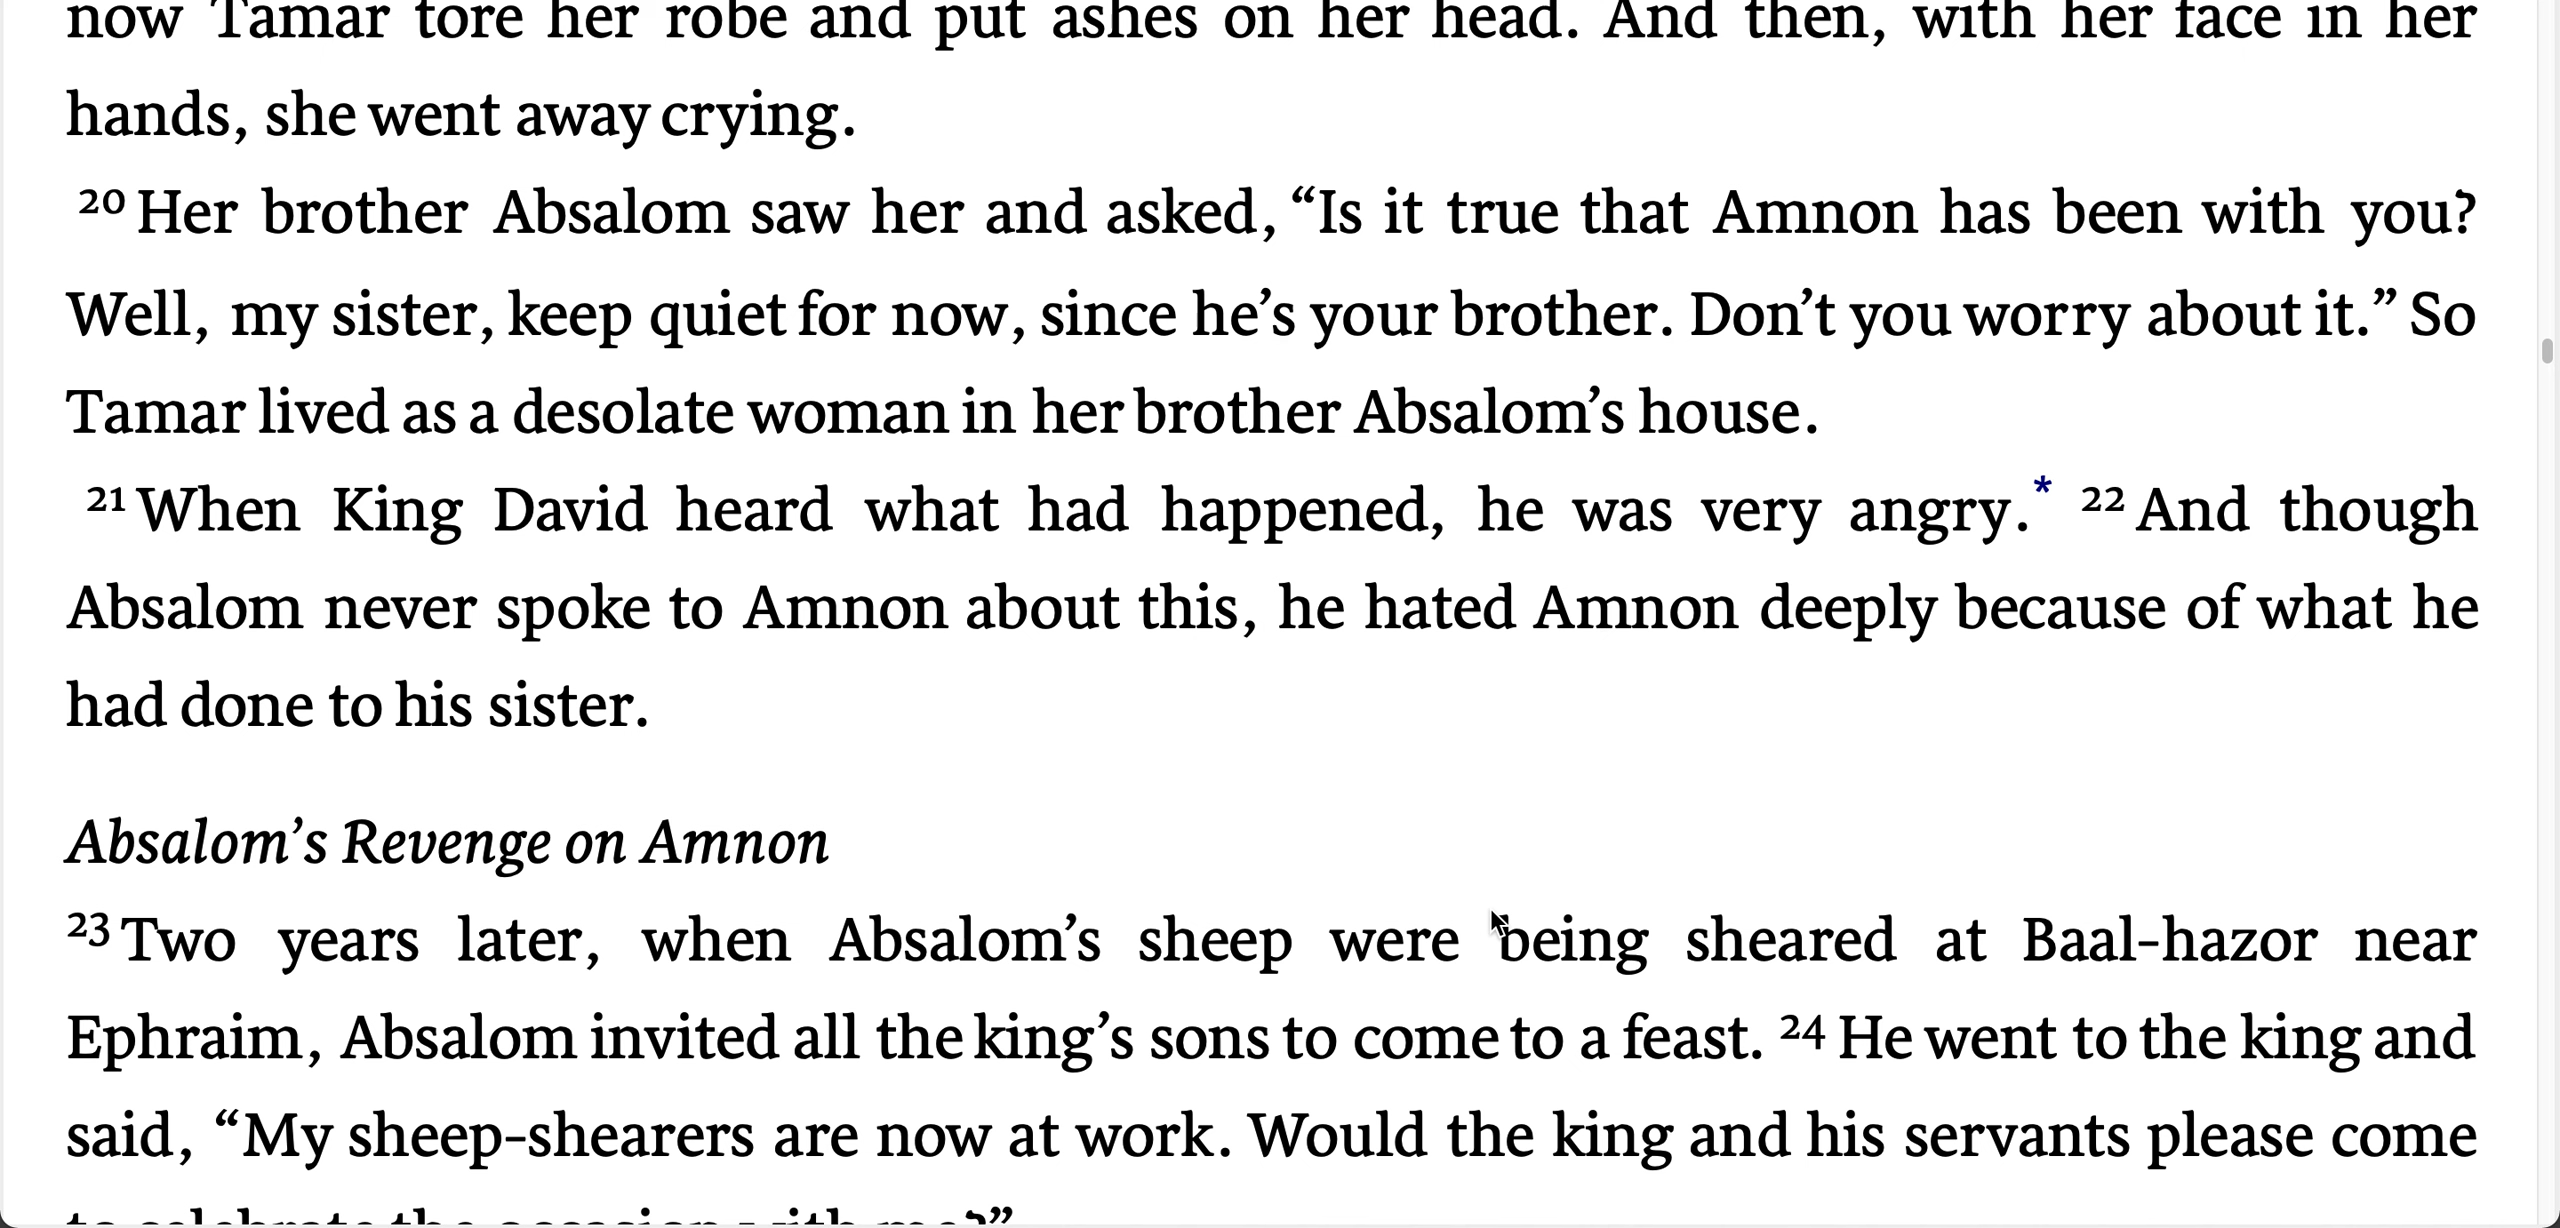 now Tamar tore her robe and put ashes on her head. And then, with her face in her
hands, she went away crying.
20 Her brother Absalom saw her and asked, “Is it true that Amnon has been with you?
Well, my sister, keep quiet for now, since he’s your brother. Don’t you worry about it.” So
Tamar lived as a desolate woman in her brother Absalom’s house.
21 When King David heard what had happened, he was very angry.* 22 And though
Absalom never spoke to Amnon about this, he hated Amnon deeply because of what he
had done to his sister.
Absalom’s Revenge on Amnon
23 Two years later, when Absalom’s sheep were being sheared at Baal-hazor near
Ephraim, Absalom invited all the king’s sons to come to a feast. 24 He went to the king and
said, “My sheep-shearers are now at work. Would the king and his servants please come
to celebrate the occasion with me?”